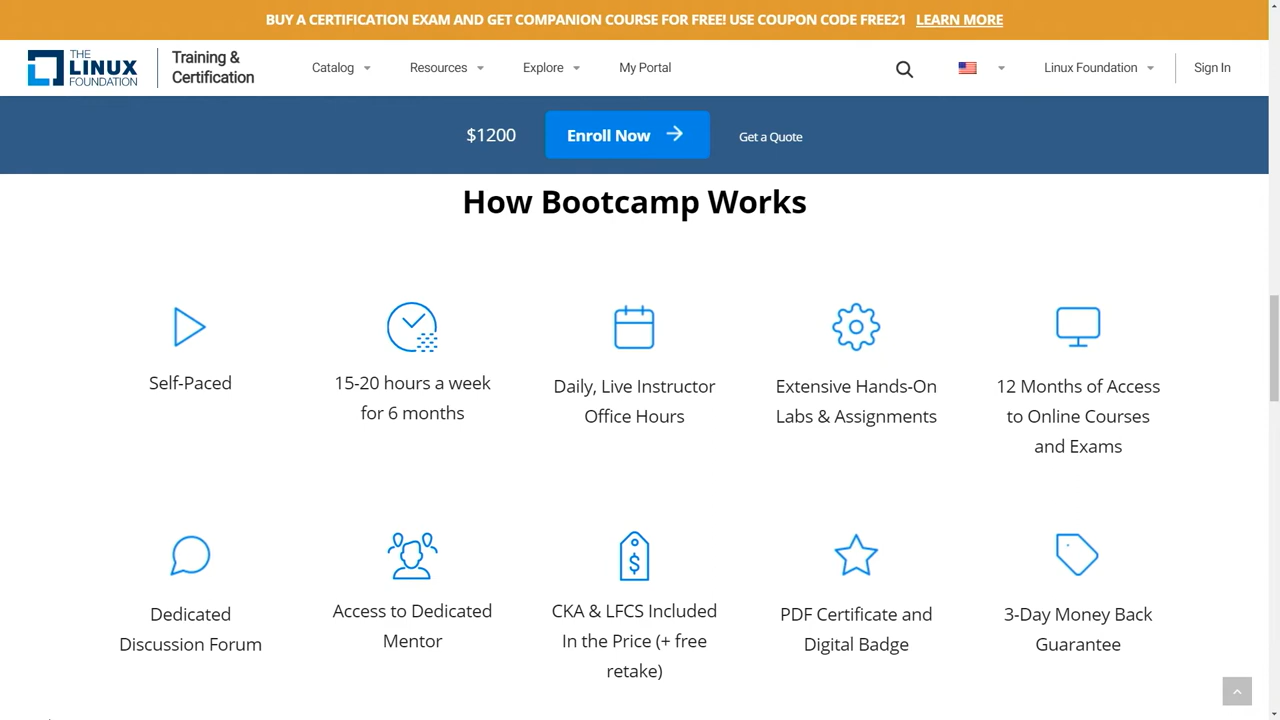 BUY A CERTIFICATION EXAM AND GET COMPANION COURSE FOR FREE! USE COUPON CODE FREE21 LEARN MORE
THE LINUX FOUNDATION
Training & Certification
Catalog
Resources
Explore
My Portal
Linux Foundation
Sign In
$1200
Enroll Now
Get a Quote
How Bootcamp Works
Self-Paced
15-20 hours a week
for 6 months
Daily, Live Instructor
Office Hours
Extensive Hands-On
Labs & Assignments
12 Months of Access
to Online Courses
and Exams
Dedicated
Discussion Forum
Access to Dedicated
Mentor
$
CKA & LFCS Included
In the Price (+ free
retake)
PDF Certificate and
Digital Badge
3-Day Money Back
Guarantee